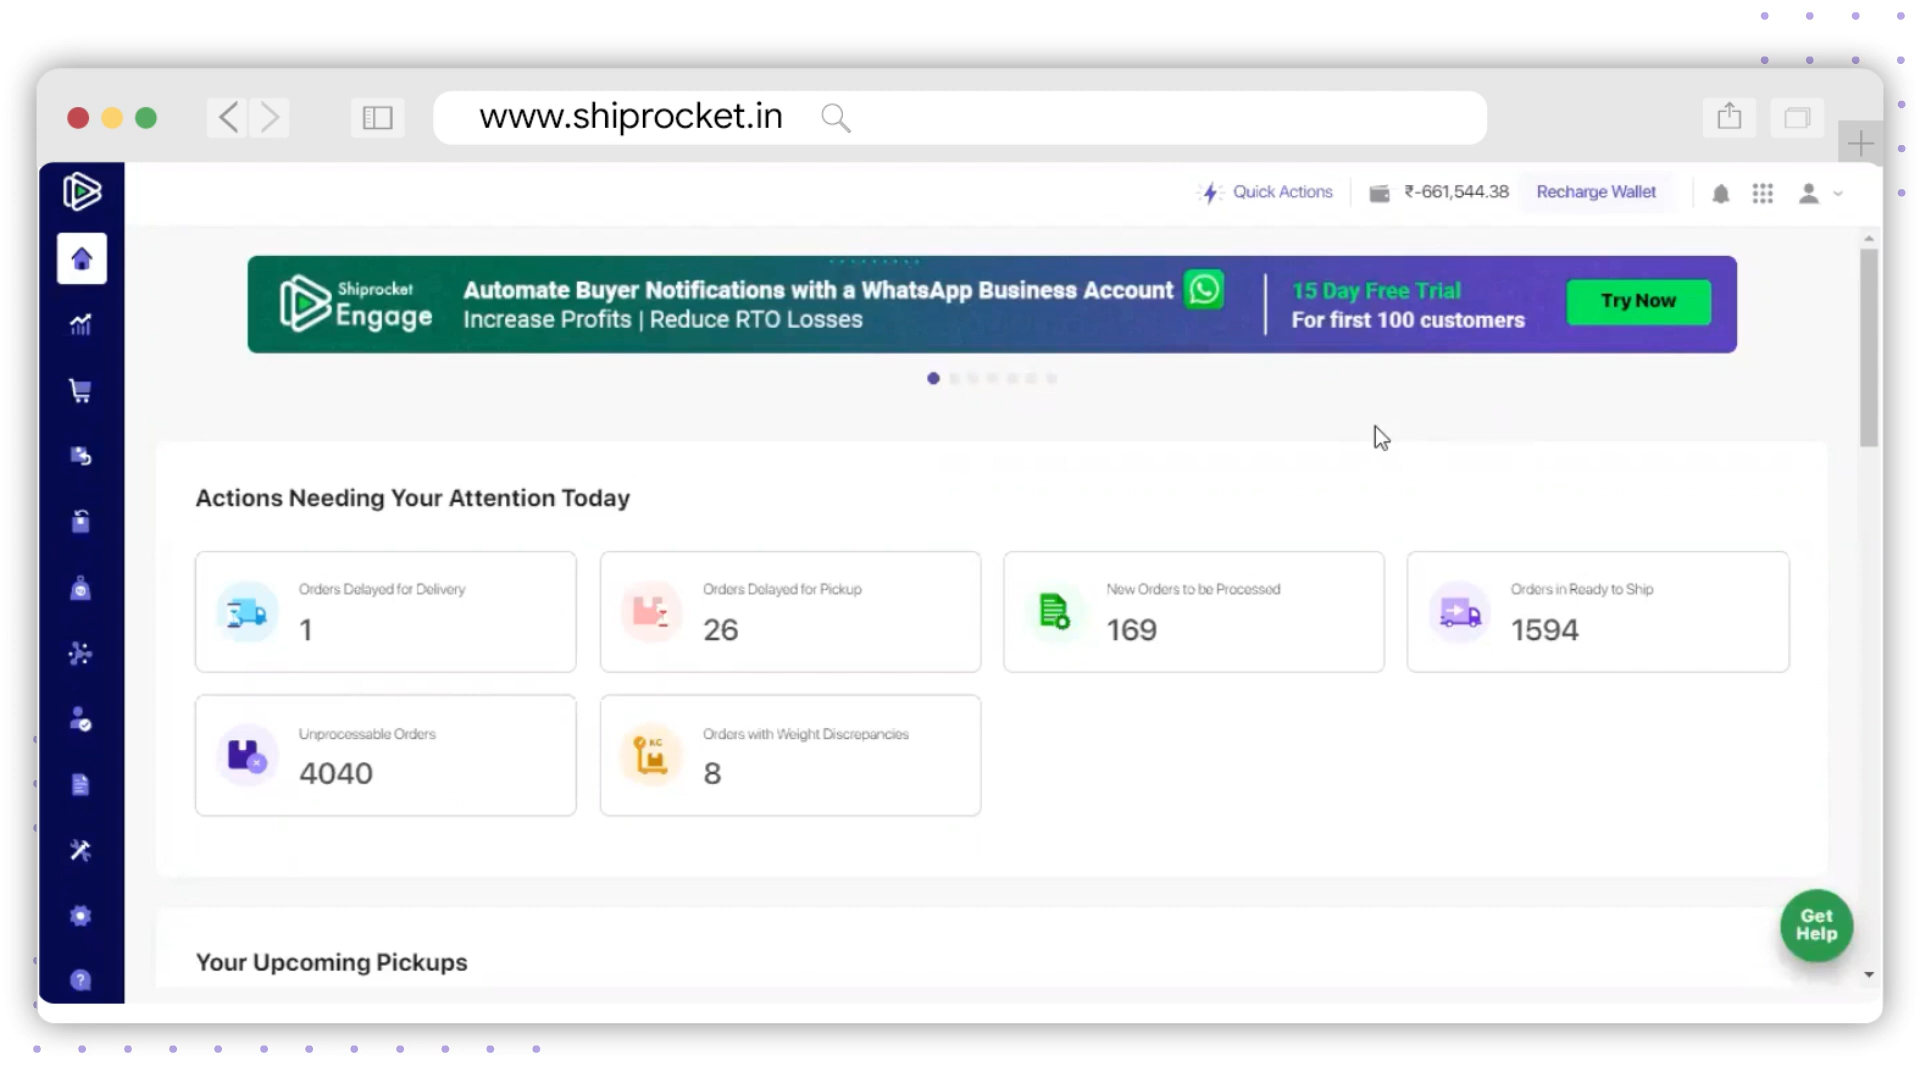 www.shiprocket.in
Quick Actions
₹-661,544.38
Recharge Wallet
Shiprocket
Engage
Automate Buyer Notifications with a WhatsApp Business Account
Increase Profits | Reduce RTO Losses
15 Day Free Trial
For first 100 customers
Try Now
Actions Needing Your Attention Today
Orders Delayed for Delivery
1
Orders Delayed for Pickup
26
New Orders to be Processed
169
Orders in Ready to Ship
1594
Unprocessable Orders
4040
KG
Orders with Weight Discrepancies
8
Get
Help
Your Upcoming Pickups